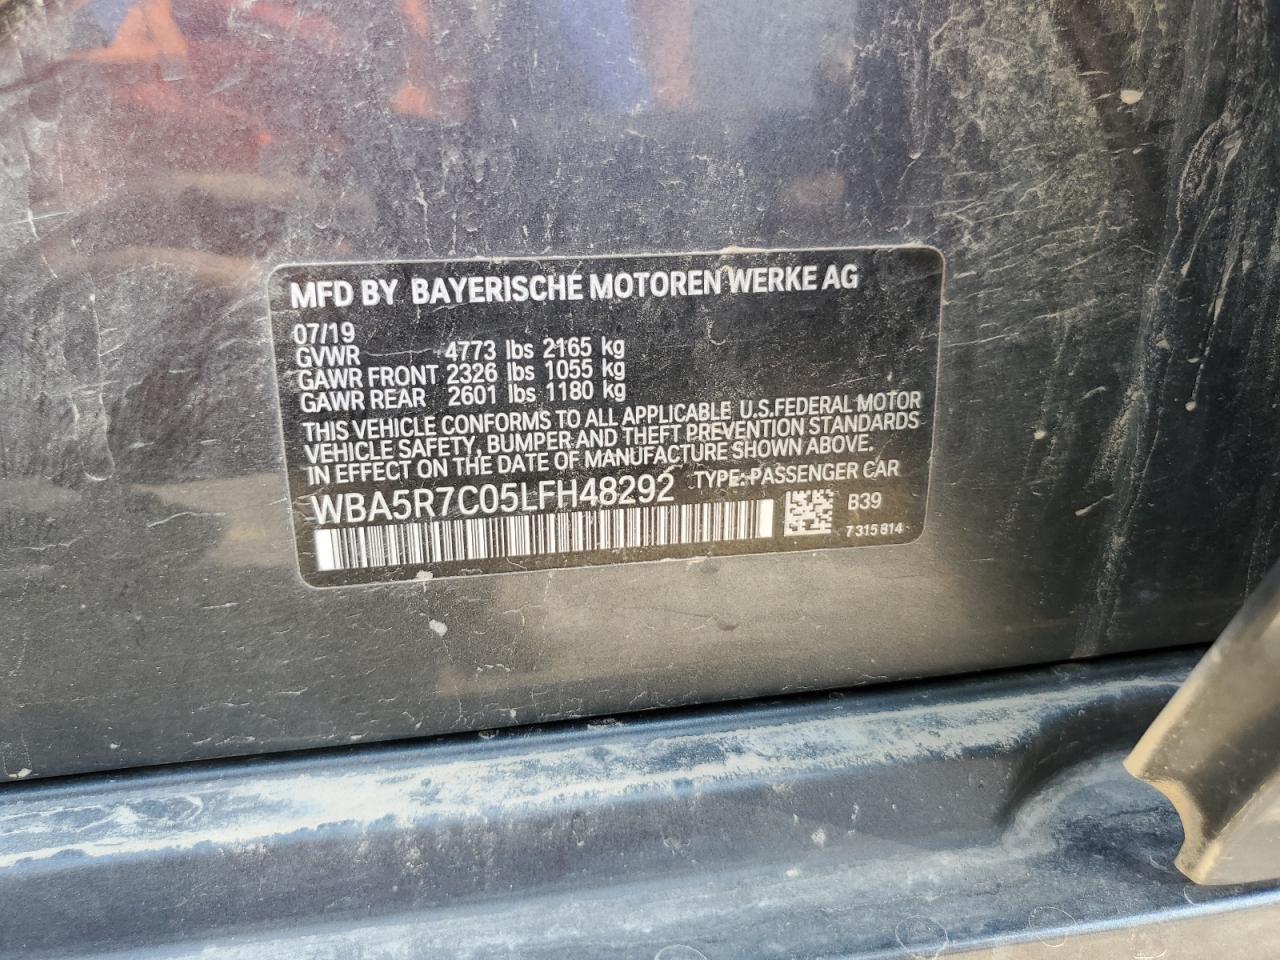 MFD BY BAYERISCHE MOTOREN WERKE AG
07/19
GVWR 4773 lbs 2165 kg
GAWR FRONT 2326 lbs 1055 kg
GAWR REAR 2601 lbs 1180 kg
THIS VEHICLE CONFORMS TO ALL APPLICABLE U.S.FEDERAL MOTOR
VEHICLE SAFETY, BUMPER AND THEFT PREVENTION STANDARDS
IN EFFECT ON THE DATE OF MANUFACTURE SHOWN ABOVE.
WBA5R7C05LFH48292 TYPE:PASSENGER CAR
B39
7 315 814